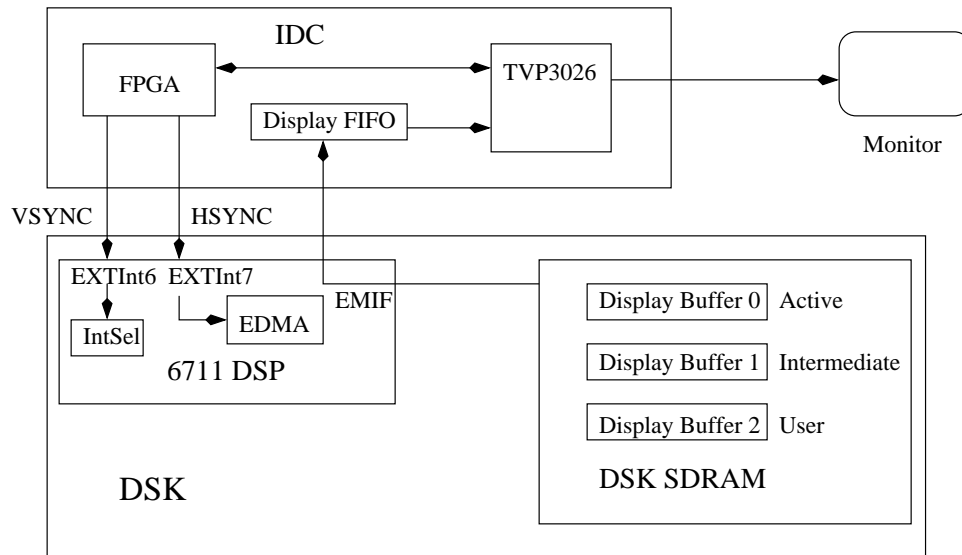 IDC
FPGA
TVP3026
Display FIFO
Monitor
VSYNC
HSYNC
EXTInt6
EXTInt7
EMIF
IntSel
EDMA
6711 DSP
Display Buffer 0
Active
Display Buffer 1
Intermediate
Display Buffer 2
User
DSK SDRAM
DSK